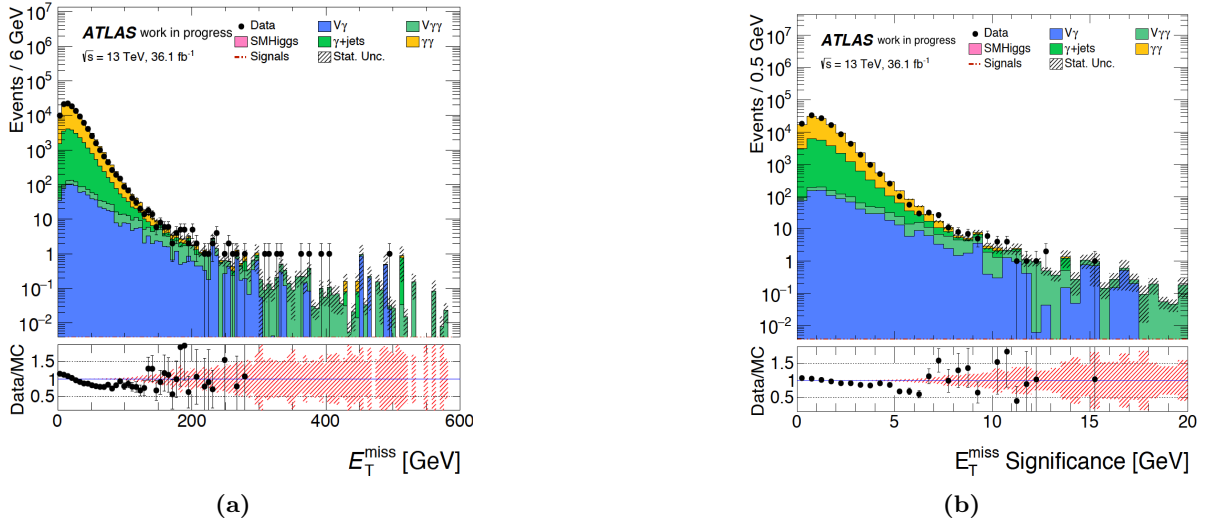 10⁷
10⁶
10⁵
10⁴
10³
10²
10
1
10⁻¹
10⁻²
Events / 6 GeV
ATLAS work in progress
√s = 13 TeV, 36.1 fb⁻¹
Data
Vγ
Vγγ
SMHiggs
γ+jets
γγ
Signals
Stat. Unc.
Data/MC
1.5
1
0.5
0
200
400
600
E_T^miss [GeV]
(a)
10⁷
10⁶
10⁵
10⁴
10³
10²
10
1
10⁻¹
10⁻²
Events / 0.5 GeV
ATLAS work in progress
√s = 13 TeV, 36.1 fb⁻¹
Data
Vγ
Vγγ
SMHiggs
γ+jets
γγ
Signals
Stat. Unc.
Data/MC
1.5
1
0.5
0
5
10
15
20
E_T^miss Significance [GeV]
(b)